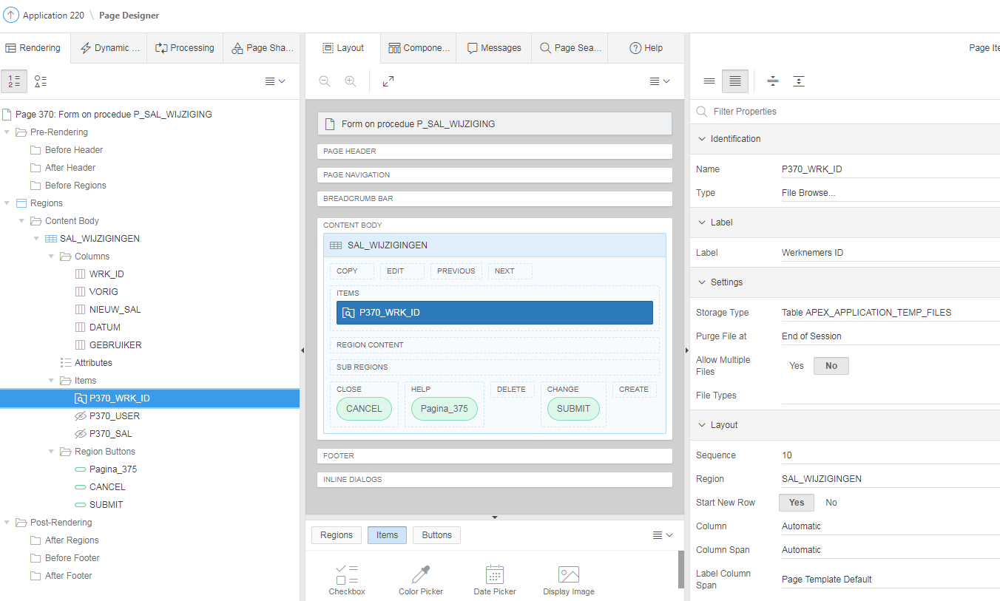 Application 220 \ Page Designer
Rendering
Dynamic ...
Processing
Page Sha...
Layout
Compone...
Messages
Page Sea...
Help
Page Ite
Page 370: Form on procedue P_SAL_WIJZIGING
Pre-Rendering
Before Header
After Header
Before Regions
Regions
Content Body
SAL_WIJZIGINGEN
Columns
WRK_ID
VORIG
NIEUW_SAL
DATUM
GEBRUIKER
Attributes
Items
P370_WRK_ID
P370_USER
P370_SAL
Region Buttons
Pagina_375
CANCEL
SUBMIT
Post-Rendering
After Regions
Before Footer
After Footer
Form on procedue P_SAL_WIJZIGING
PAGE HEADER
PAGE NAVIGATION
BREADCRUMB BAR
CONTENT BODY
SAL_WIJZIGINGEN
COPY EDIT PREVIOUS NEXT
ITEMS
P370_WRK_ID
REGION CONTENT
SUB REGIONS
CLOSE HELP DELETE CHANGE CREATE
CANCEL Pagina_375 SUBMIT
FOOTER
INLINE DIALOGS
Regions Items Buttons
Checkbox Color Picker Date Picker Display Image
Filter Properties
Identification
Name P370_WRK_ID
Type File Browse...
Label
Label Werknemers ID
Settings
Storage Type Table APEX_APPLICATION_TEMP_FILES
Purge File at End of Session
Allow Multiple
Files Yes No
File Types
Layout
Sequence 10
Region SAL_WIJZIGINGEN
Start New Row Yes No
Column Automatic
Column Span Automatic
Label Column
Span Page Template Default